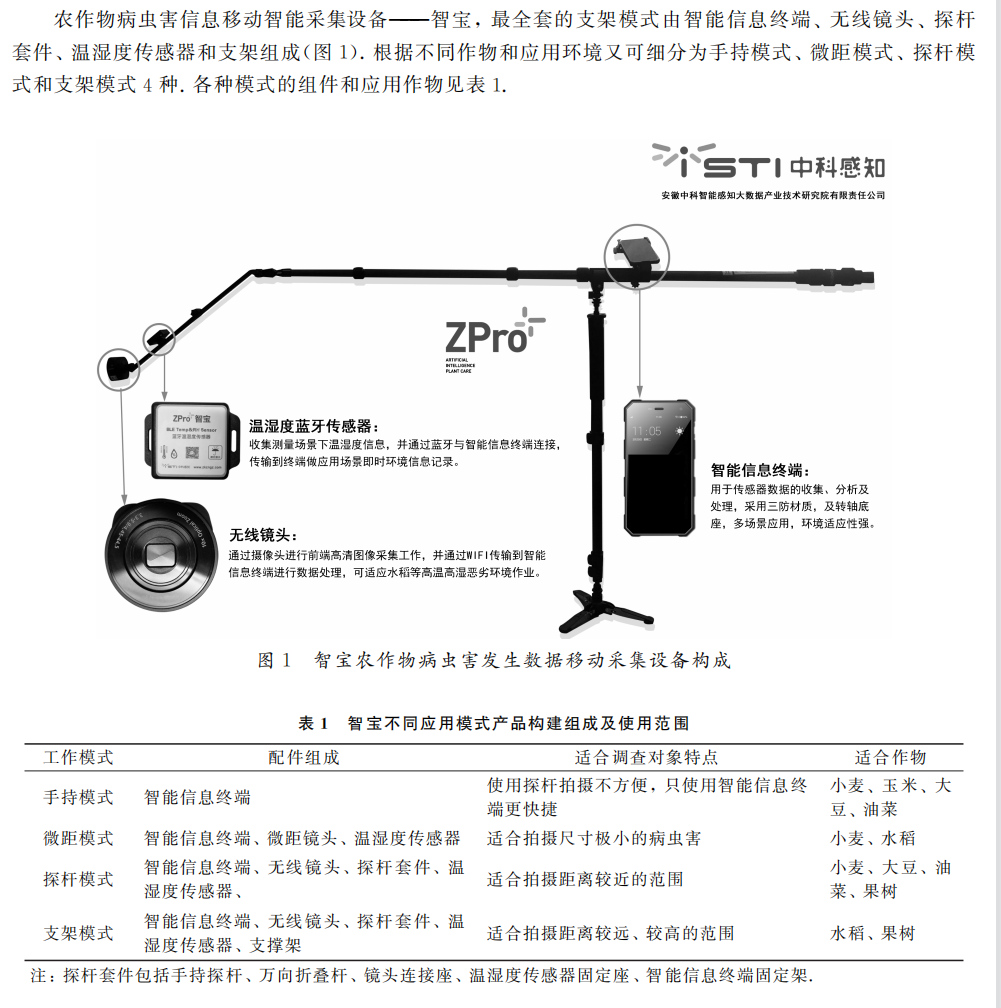 农作物病虫害信息移动智能采集设备——智宝，最全套的支架模式由智能信息终端、无线镜头、探杆
套件、温湿度传感器和支架组成(图 1). 根据不同作物和应用环境又可细分为手持模式、微距模式、探杆模
式和支架模式 4 种. 各种模式的组件和应用作物见表 1.
iSTI 中科感知
安徽中科智能感知大数据产业技术研究院有限责任公司
ZPro
ARTIFICIAL
INTELLIGENCE
PLANT CARE
ZPro 智宝
BLE Temp&RH Sensor
蓝牙温湿度传感器
温湿度蓝牙传感器：
收集测量场景下温湿度信息，并通过蓝牙与智能信息终端连接，
传输到终端做应用场景即时环境信息记录。
11:05
智能信息终端：
用于传感器数据的收集、分析及
处理，采用三防材质，及转轴底
座，多场景应用，环境适应性强。
无线镜头：
通过摄像头进行前端高清图像采集工作，并通过WIFI传输到智能
信息终端进行数据处理，可适应水稻等高温高湿恶劣环境作业。
图 1 智宝农作物病虫害发生数据移动采集设备构成
表 1 智宝不同应用模式产品构建组成及使用范围
工作模式 配件组成 适合调查对象特点 适合作物
手持模式 智能信息终端 使用探杆拍摄不方便，只使用智能信息终端更快捷 小麦、玉米、大豆、油菜
微距模式 智能信息终端、微距镜头、温湿度传感器 适合拍摄尺寸极小的病虫害 小麦、水稻
探杆模式 智能信息终端、无线镜头、探杆套件、温湿度传感器、 适合拍摄距离较近的范围 小麦、大豆、油菜、果树
支架模式 智能信息终端、无线镜头、探杆套件、温湿度传感器、支撑架 适合拍摄距离较远、较高的范围 水稻、果树
注: 探杆套件包括手持探杆、万向折叠杆、镜头连接座、温湿度传感器固定座、智能信息终端固定架.